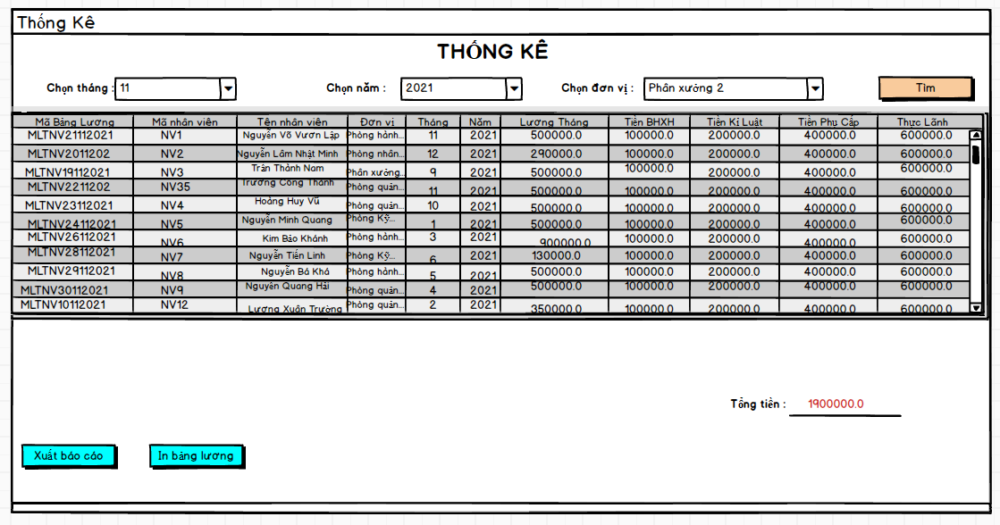 Thống Kê
THỐNG KÊ
Chọn tháng : 11 Chọn năm : 2021 Chọn đơn vị : Phân xưởng 2 Tìm
Mã Bảng Lương Mã nhân viên Tên nhân viên Đơn vị Tháng Năm Lương Tháng Tiền BHXH Tiền Kỉ Luật Tiền Phụ Cấp Thực Lãnh
MLTNV21112021 NV1 Nguyễn Võ Vươn Lập Phòng hành... 11 2021 500000.0 100000.0 200000.0 400000.0 600000.0
MLTNV2011202 NV2 Nguyễn Lâm Nhật Minh Phòng nhân... 12 2021 290000.0 100000.0 200000.0 400000.0 600000.0
MLTNV19112021 NV3 Trần Thành Nam Phân xưởng... 9 2021 500000.0 100000.0 200000.0 400000.0 600000.0
MLTNV2211202 NV35 Trương Công Thành Phòng quản... 11 2021 500000.0 100000.0 200000.0 400000.0 600000.0
MLTNV23112021 NV4 Hoàng Huy Vũ Phòng quản... 10 2021 500000.0 100000.0 200000.0 400000.0 600000.0
MLTNV24112021 NV5 Nguyễn Minh Quang Phòng Kỹ... 1 2021 500000.0 100000.0 200000.0 400000.0 600000.0
MLTNV26112021 NV6 Kim Bảo Khánh Phòng hành... 3 2021 900000.0 100000.0 200000.0 400000.0 600000.0
MLTNV28112021 NV7 Nguyễn Tiến Linh Phòng Kỹ... 6 2021 130000.0 100000.0 200000.0 400000.0 600000.0
MLTNV29112021 NV8 Nguyễn Bá Khá Phòng hành... 5 2021 500000.0 100000.0 200000.0 400000.0 600000.0
MLTNV30112021 NV9 Nguyễn Quang Hải Phòng quản... 4 2021 500000.0 100000.0 200000.0 400000.0 600000.0
MLTNV10112021 NV12 Lương Xuân Trường Phòng quản... 2 2021 350000.0 100000.0 200000.0 400000.0 600000.0
Tổng tiền : 1900000.0
Xuất báo cáo In bảng lương